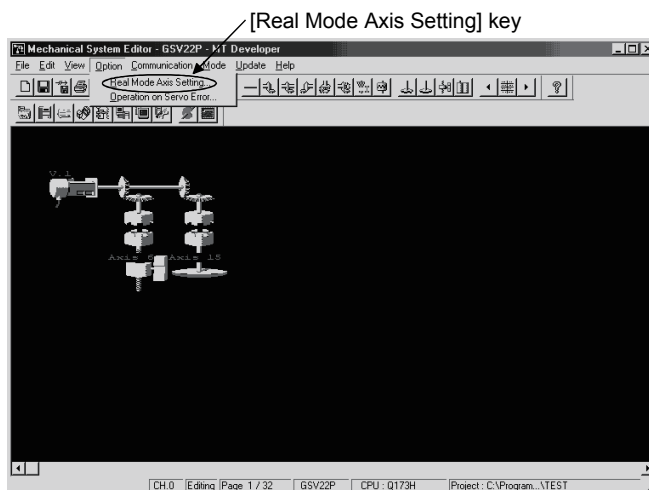 [Real Mode Axis Setting] key
Mechanical System Editor - GSV22P - MT Developer
File Edit View Option Communication Mode Update Help
Real Mode Axis Setting...
Operation on Servo Error...
V.1
Axis 6 Axis 15
CH.0 Editing Page 1 / 32 GSV22P CPU : Q173H Project : C:\Program...\TEST